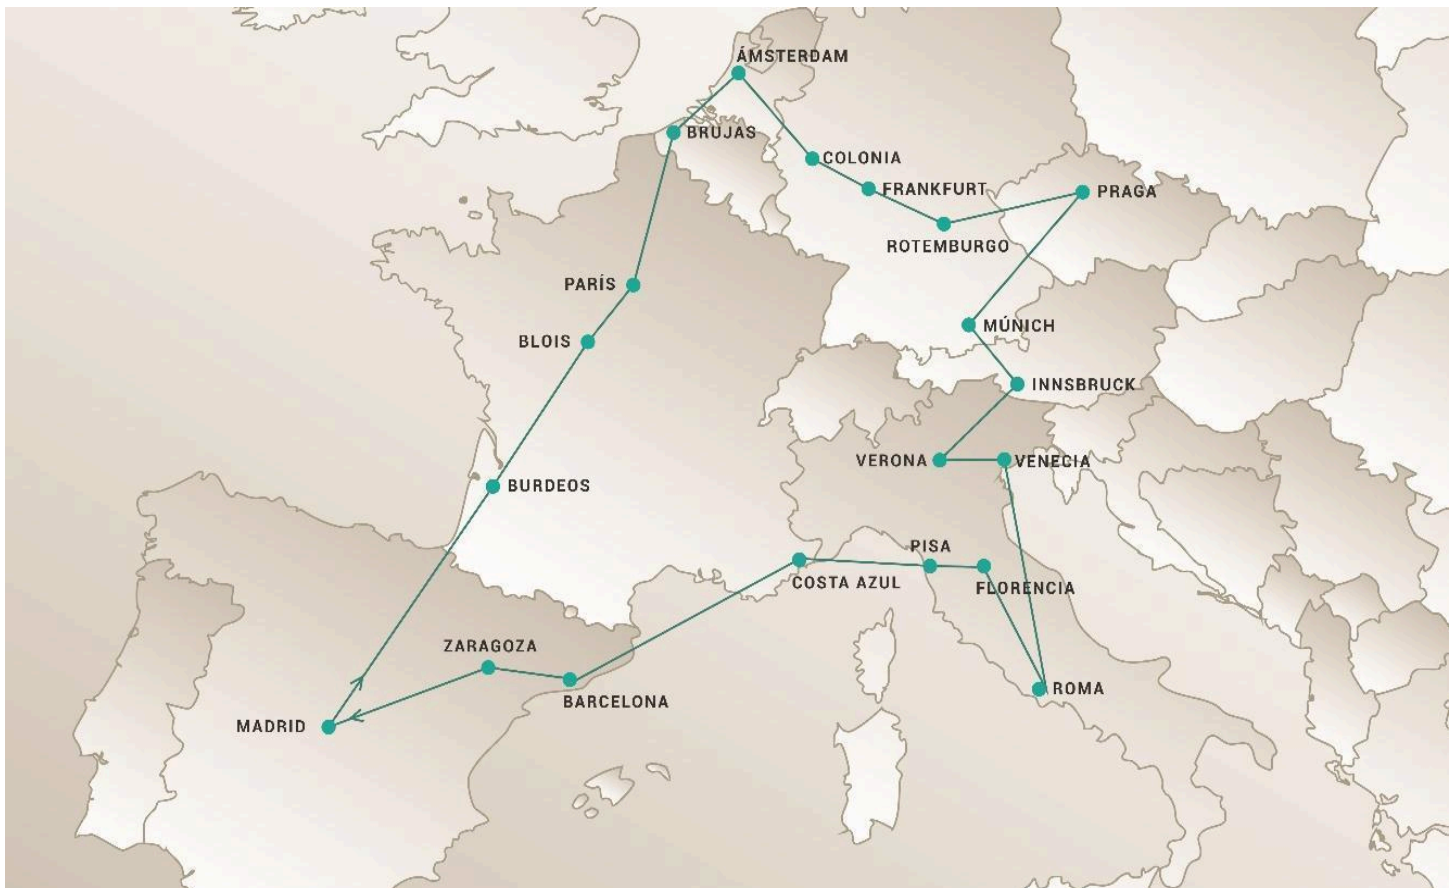 ÁMSTERDAM
BRUJAS
COLONIA
FRANKFURT
PRAGA
ROTEMBURGO
PARÍS
MÚNICH
BLOIS
INNSBRUCK
VERONA
VENECIA
BURDEOS
PISA
COSTA AZUL
FLORENCIA
ZARAGOZA
ROMA
BARCELONA
MADRID